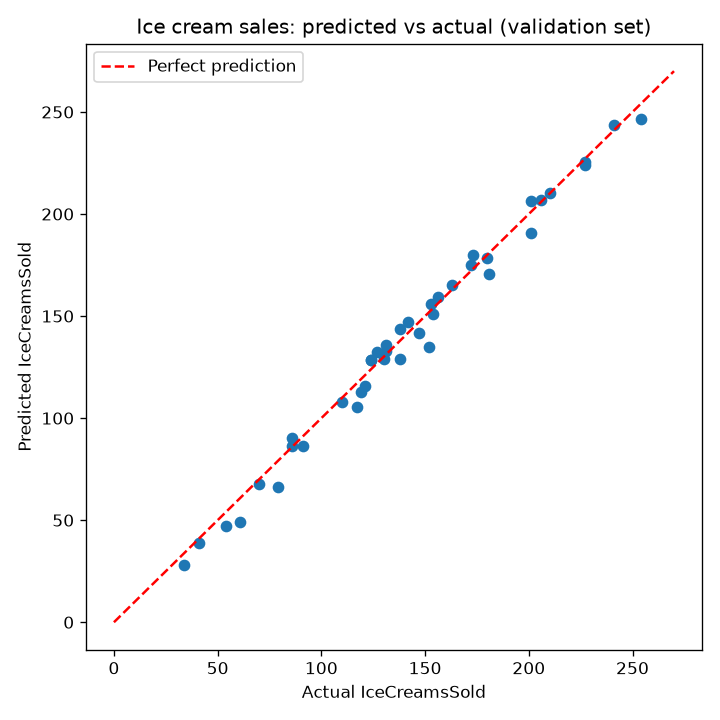 Ice cream sales: predicted vs actual (validation set)
Perfect prediction
250
200
150
100
50
0
Predicted IceCreamsSold
0 50 100 150 200 250
Actual IceCreamsSold